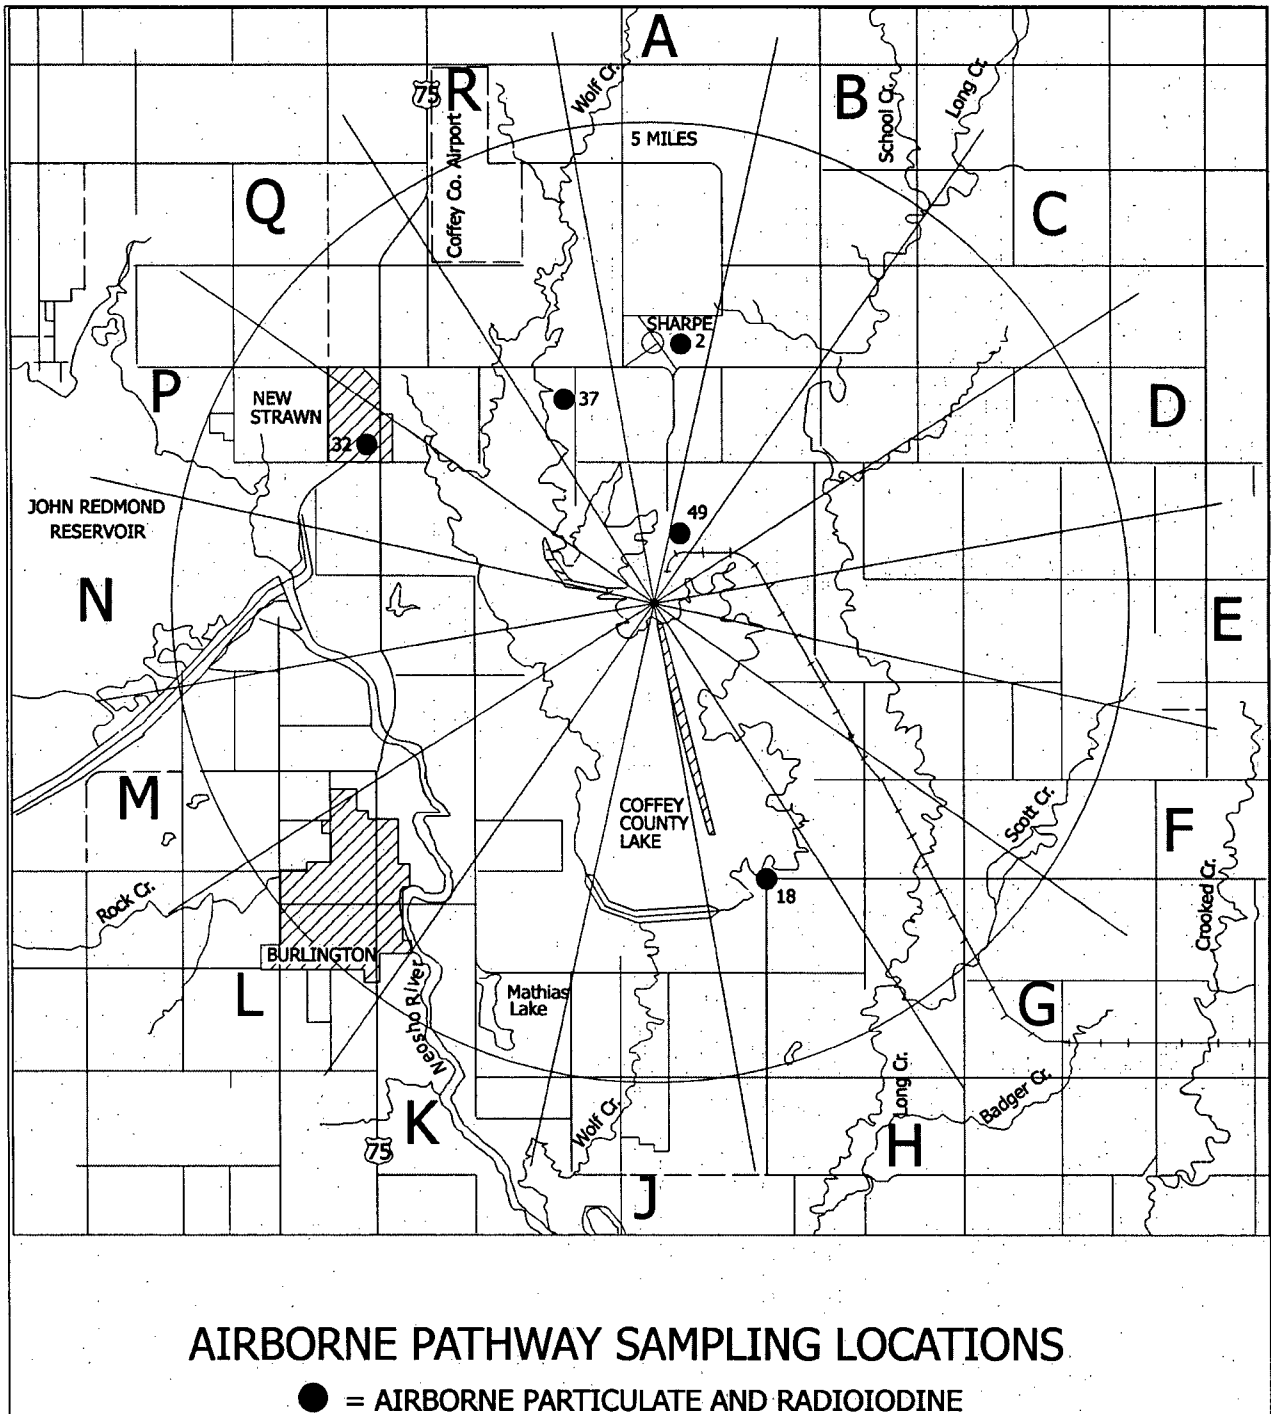 A
B
R
75
Coffey Co. Airport
Wolf Cr.
School Cr.
Long Cr.
5 MILES
Q
C
SHARPE
2
P
NEW
STRAWN
37
D
32
JOHN REDMOND
RESERVOIR
49
N
E
M
COFFEY
COUNTY
LAKE
Scott Cr.
F
Rock Cr.
18
Crooked Cr.
BURLINGTON
L
Neosho River
Mathias
Lake
G
Long Cr.
Badger Cr.
K
75
Wolf Cr.
H
J
AIRBORNE PATHWAY SAMPLING LOCATIONS
= AIRBORNE PARTICULATE AND RADIOIODINE